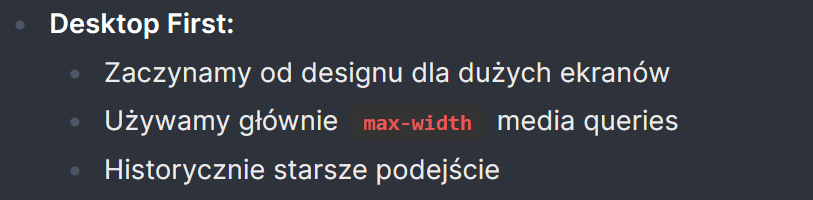 Desktop First:
Zaczynamy od designu dla dużych ekranów
Używamy głównie max-width media queries
Historycznie starsze podejście